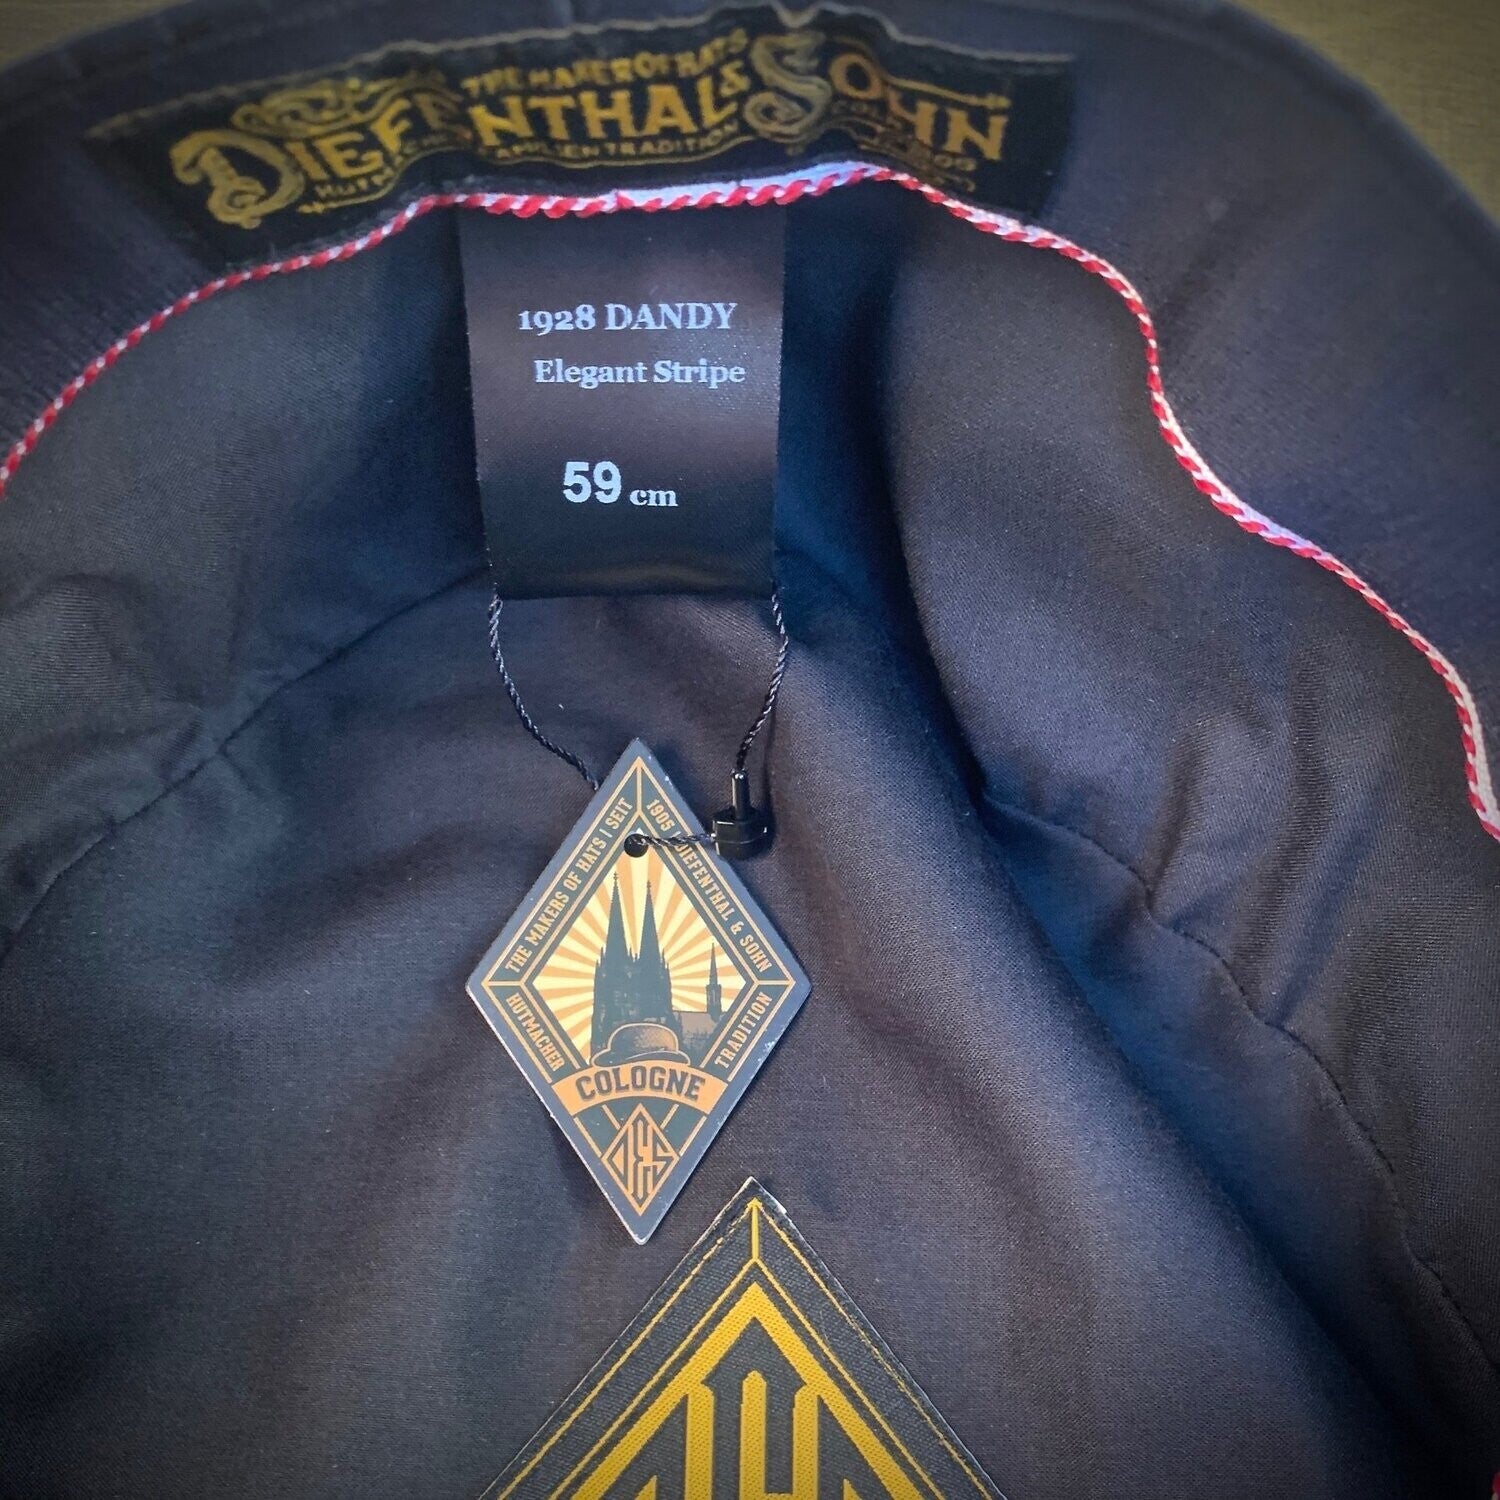 THE MAKER OF HATS
DIEFENTHAL & SOHN
FAMILIENTRADITION
1928 DANDY
Elegant Stripe
59 cm
THE MAKERS OF HATS I SEIT
1905 I DIEFENTHAL & SOHN
HUTMACHER
TRADITION
COLOGNE
D&S